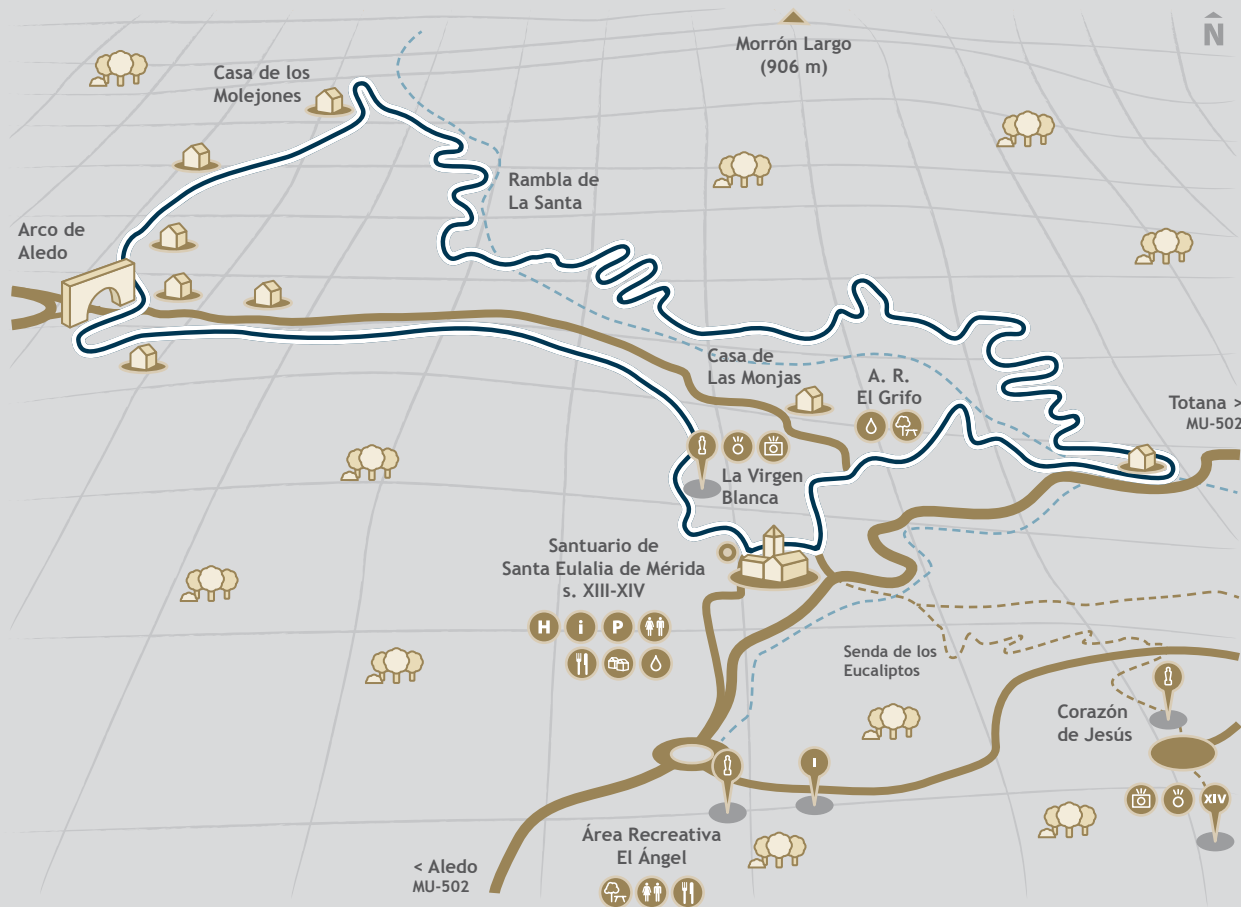 Morrón Largo
(906 m)
N
Casa de los
Molejones
Rambla de
La Santa
Arco de
Aledo
Casa de
Las Monjas
A. R.
El Grifo
Totana >
MU-502
La Virgen
Blanca
Santuario de
Santa Eulalia de Mérida
s. XIII-XIV
H
i
P
Senda de los
Eucaliptos
Corazón
de Jesús
I
XIV
Área Recreativa
El Ángel
< Aledo
MU-502